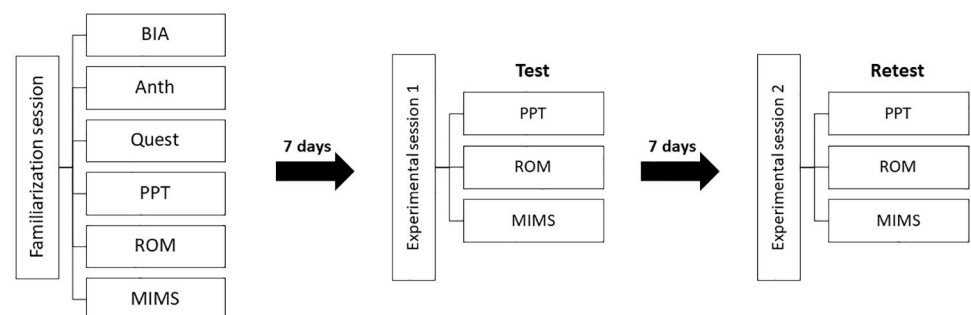 Familiarization session
BIA
Anth
Quest
PPT
ROM
MIMS
7 days
Experimental session 1
Test
PPT
ROM
MIMS
7 days
Experimental session 2
Retest
PPT
ROM
MIMS